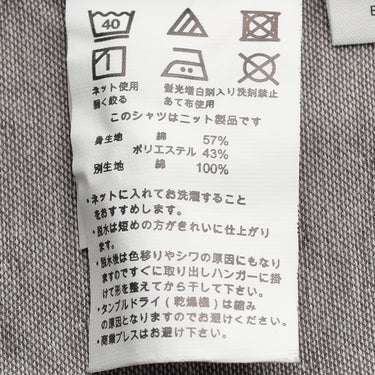 40
ネット使用
弱く絞る
蛍光増白剤入り洗剤禁止
あて布使用
このシャツはニット製品です
身生地 綿 57%
ポリエステル 43%
別生地 綿 100%
・ネットに入れてお洗濯すること
をおすすめします。
・脱水は短めの方がきれいに仕上がり
ます。
・脱水後は色移りやシワの原因にもなり
ますのですぐに取り出しハンガーに掛
けて形を整えてから干して下さい。
・タンブルドライ(乾燥機)は縮み
の原因となりますのでお避けください。
・商業プレスはお避け下さい。